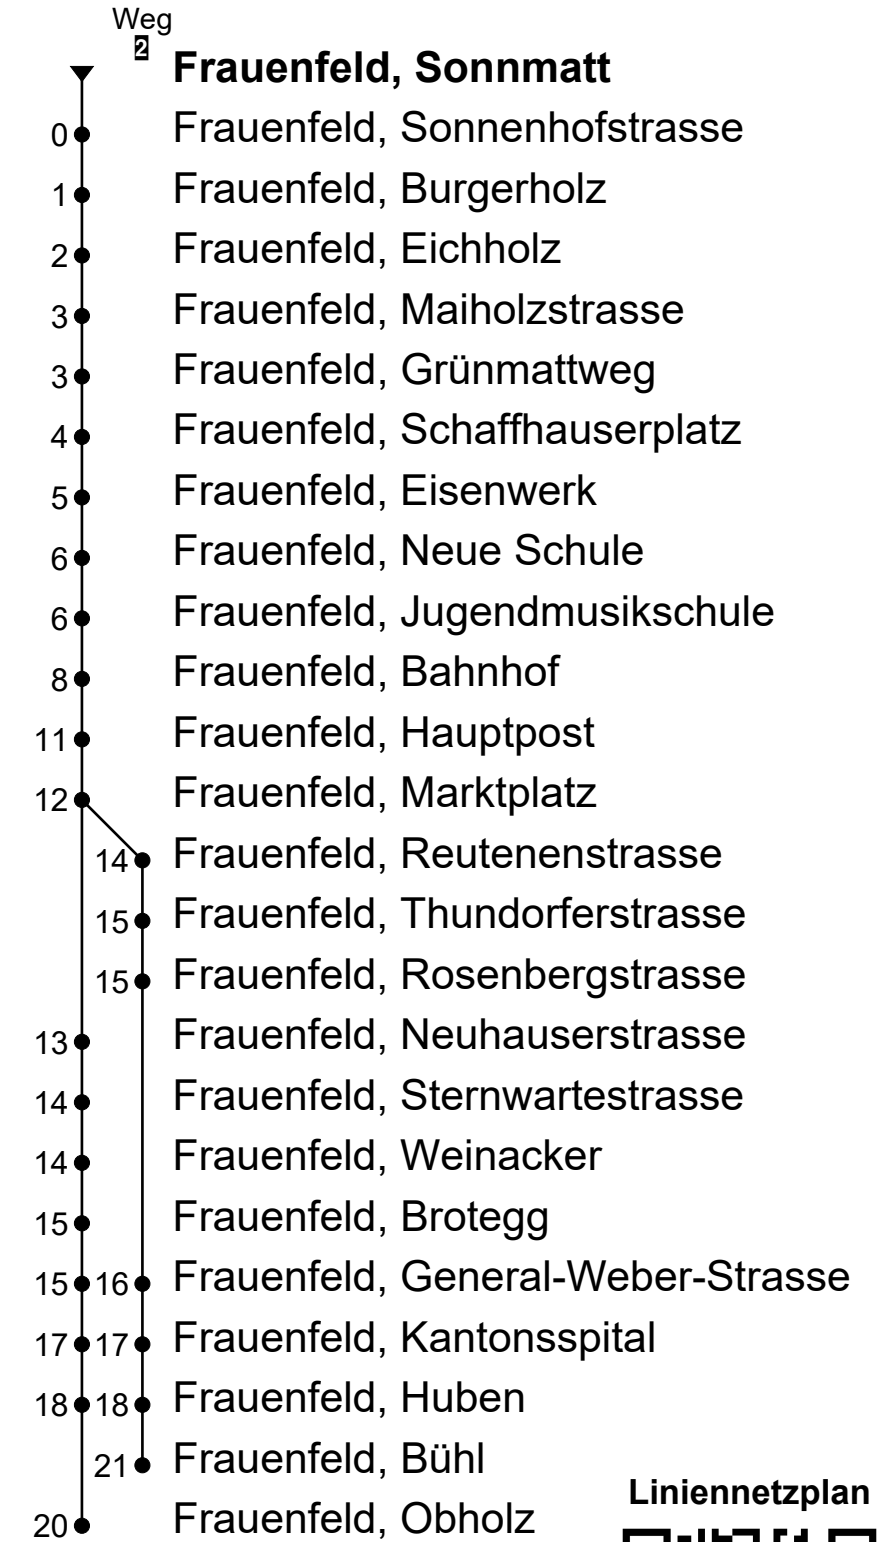 Weg
2
Frauenfeld, Sonnmatt
0 Frauenfeld, Sonnenhofstrasse
1 Frauenfeld, Burgerholz
2 Frauenfeld, Eichholz
3 Frauenfeld, Maiholzstrasse
3 Frauenfeld, Grünmattweg
4 Frauenfeld, Schaffhauserplatz
5 Frauenfeld, Eisenwerk
6 Frauenfeld, Neue Schule
6 Frauenfeld, Jugendmusikschule
8 Frauenfeld, Bahnhof
11 Frauenfeld, Hauptpost
12 Frauenfeld, Marktplatz
14 Frauenfeld, Reutenenstrasse
15 Frauenfeld, Thundorferstrasse
15 Frauenfeld, Rosenbergstrasse
13 Frauenfeld, Neuhauserstrasse
14 Frauenfeld, Sternwartestrasse
14 Frauenfeld, Weinacker
15 Frauenfeld, Brotegg
15 16 Frauenfeld, General-Weber-Strasse
17 17 Frauenfeld, Kantonsspital
18 18 Frauenfeld, Huben
21 Frauenfeld, Bühl
Liniennetzplan
20 Frauenfeld, Obholz